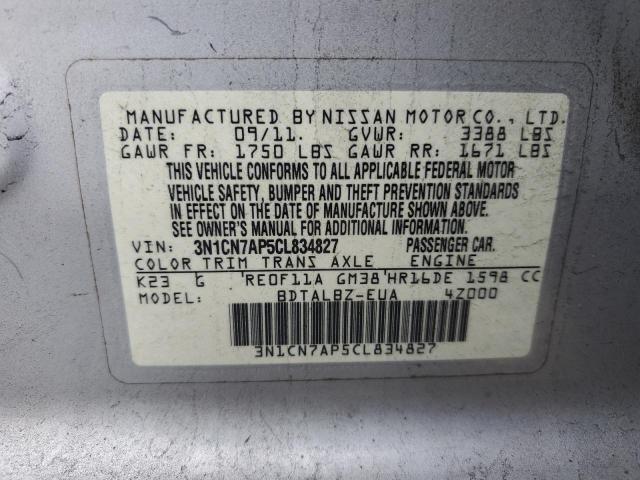 MANUFACTURED BY NISSAN MOTOR CO., LTD.
DATE: 09/11. GVWR: 3388 LBS
GAWR FR: 1750 LBS GAWR RR: 1671 LBS
THIS VEHICLE CONFORMS TO ALL APPLICABLE FEDERAL MOTOR
VEHICLE SAFETY, BUMPER AND THEFT PREVENTION STANDARDS
IN EFFECT ON THE DATE OF MANUFACTURE SHOWN ABOVE.
SEE OWNER'S MANUAL FOR ADDITIONAL INFORMATION.
VIN: 3N1CN7AP5CL834827 PASSENGER CAR.
COLOR TRIM TRANS AXLE ENGINE
K23 G RE0F11A GM38 HR16DE 1598 CC
MODEL: BDTALBZ-EUA 4Z000
3N1CN7AP5CL834827